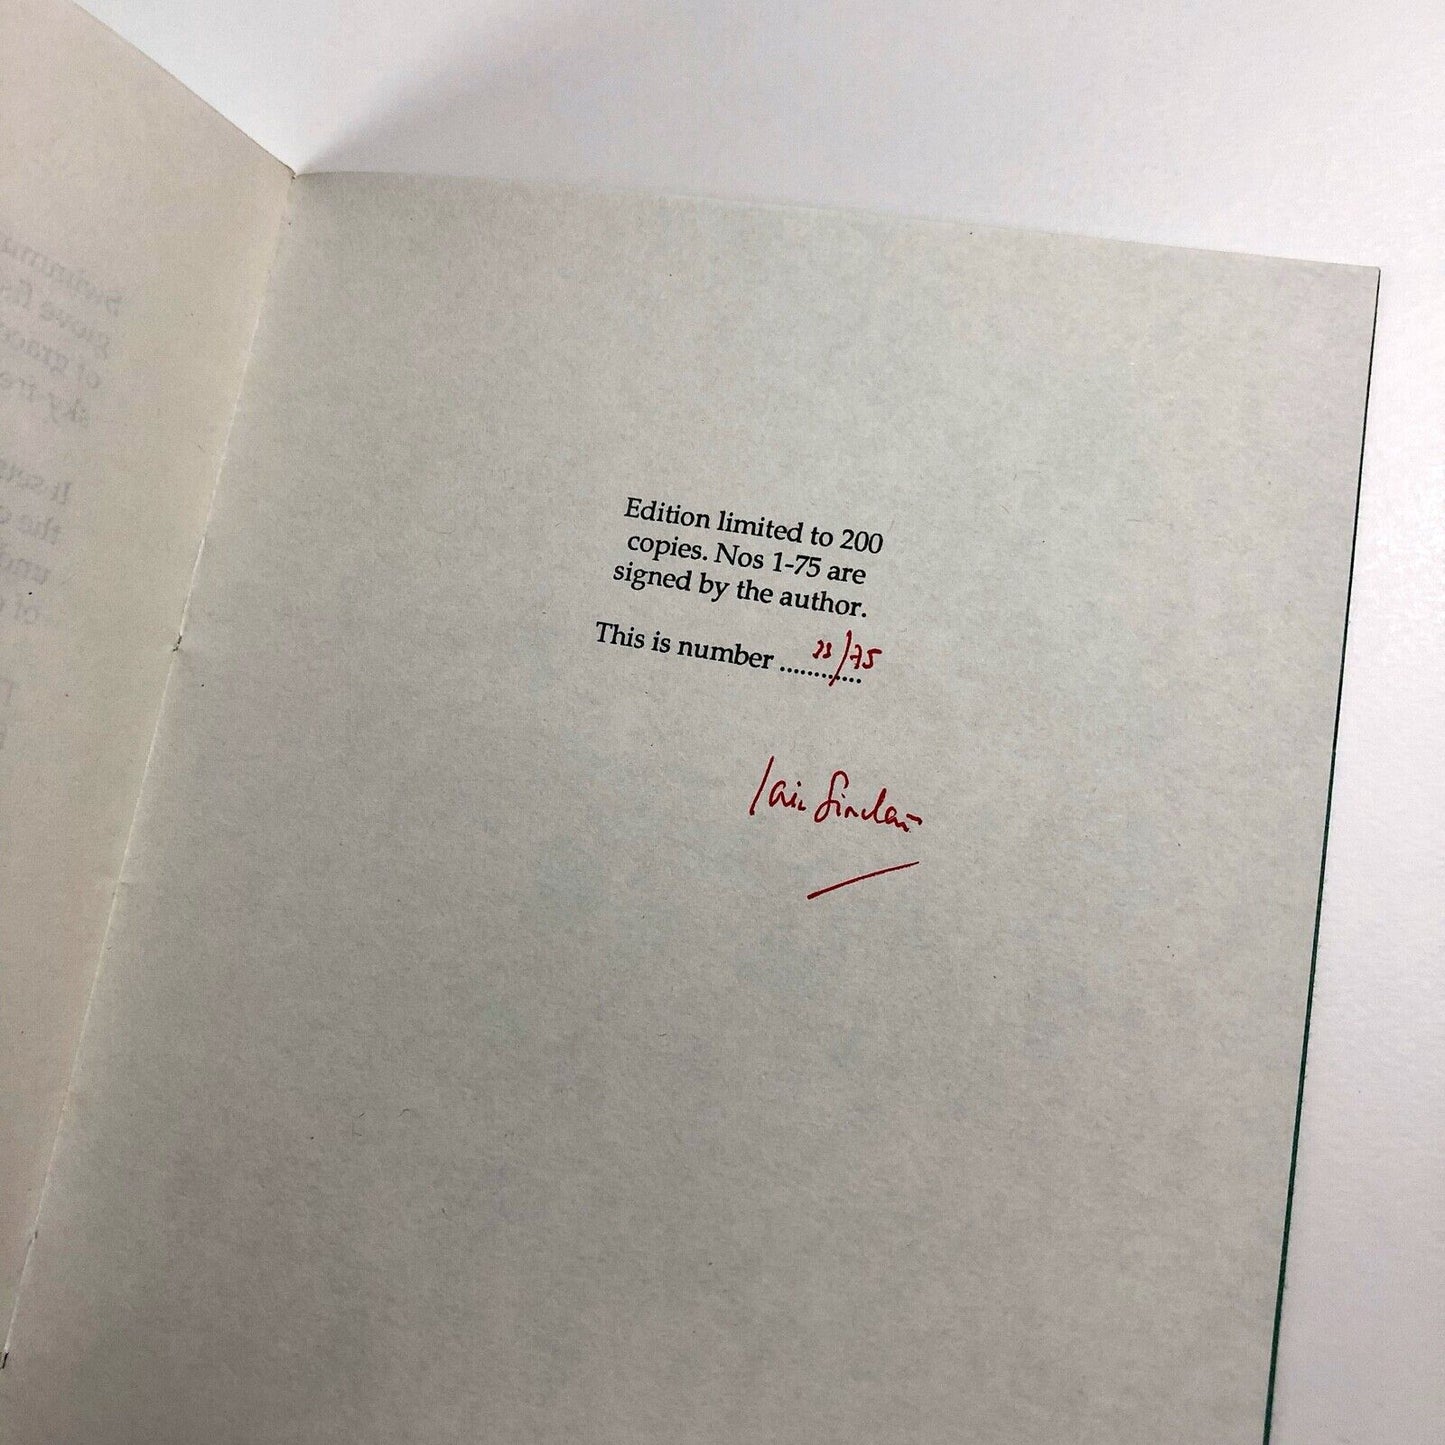 Edition limited to 200
copies. Nos 1-75 are
signed by the author.
This is number ............
/75
Iain Sinclair